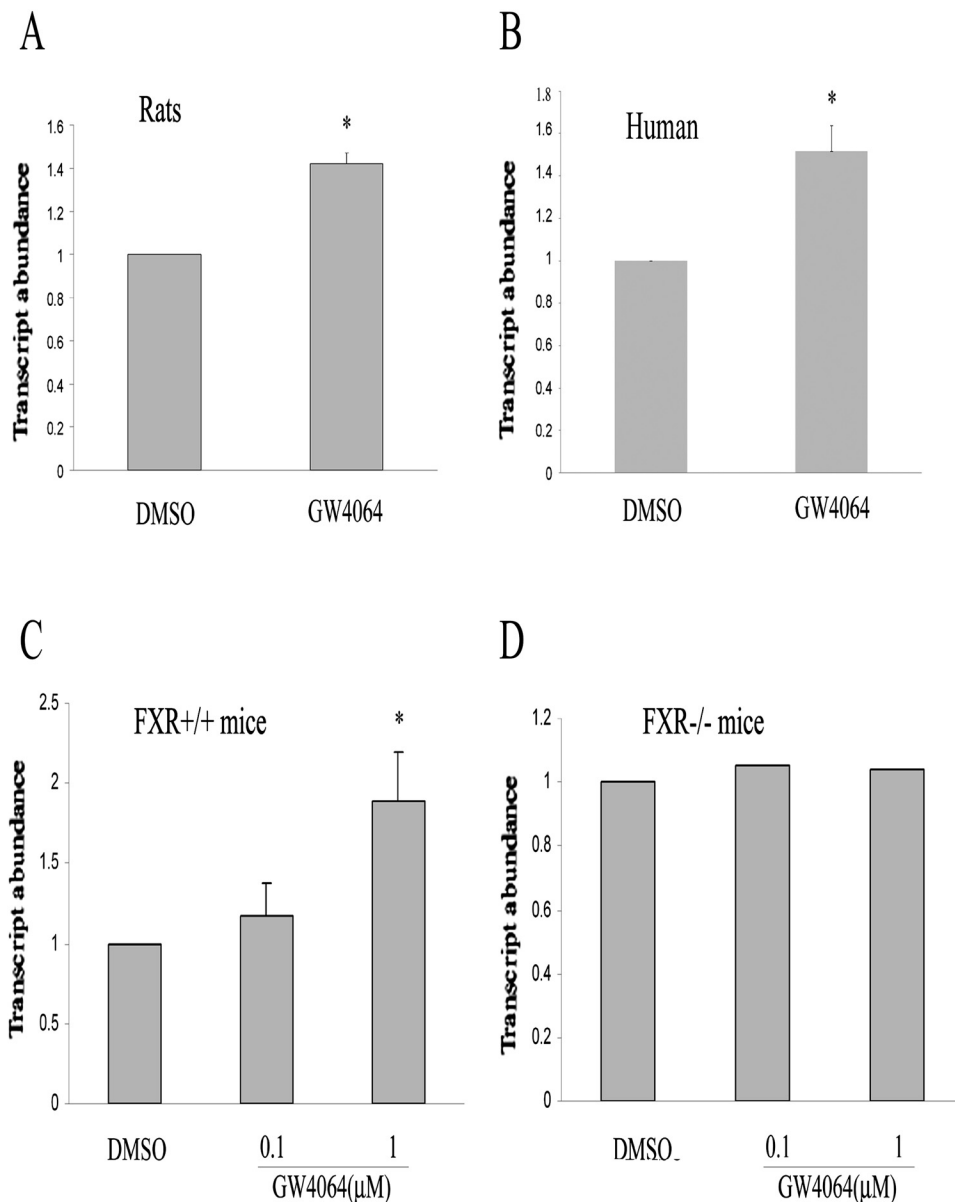 A
Rats
*
1.6
1.4
1.2
1
0.8
0.6
0.4
0.2
0
Transcript abundance
DMSO GW4064
B
Human
*
1.8
1.6
1.4
1.2
1
0.8
0.6
0.4
0.2
0
Transcript abundance
DMSO GW4064
C
FXR+/+ mice
*
2.5
2
1.5
1
0.5
0
Transcript abundance
DMSO 0.1 1
GW4064(μM)
D
FXR-/- mice
1.2
1
0.8
0.6
0.4
0.2
0
Transcript abundance
DMSO 0.1 1
GW4064(μM)